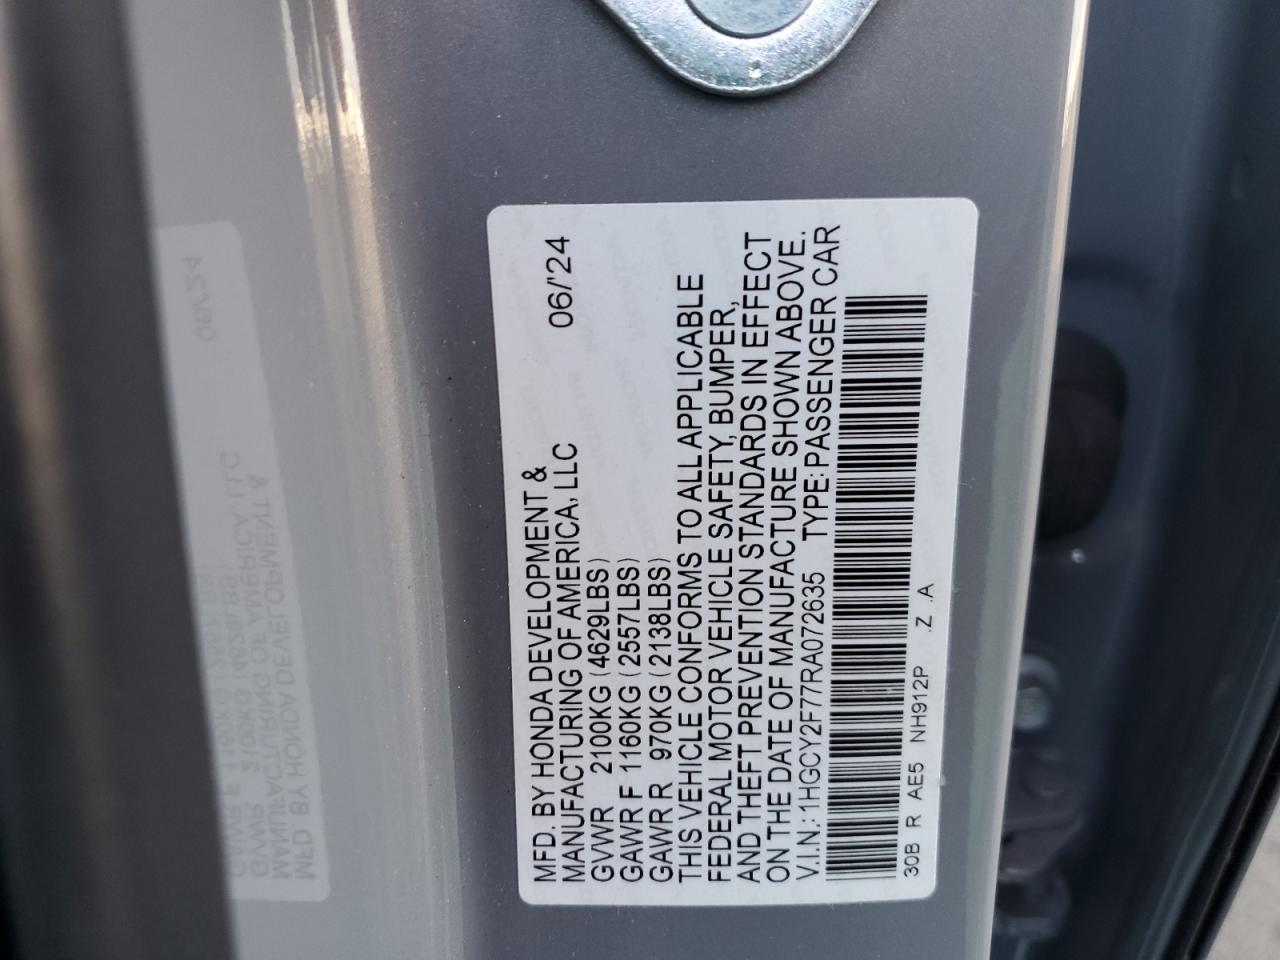 MFD. BY HONDA DEVELOPMENT &
MANUFACTURING OF AMERICA, LLC 06/'24
GVWR 2100KG (4629LBS)
GAWR F 1160KG (2557LBS)
GAWR R 970KG (2138LBS)
THIS VEHICLE CONFORMS TO ALL APPLICABLE
FEDERAL MOTOR VEHICLE SAFETY, BUMPER,
AND THEFT PREVENTION STANDARDS IN EFFECT
ON THE DATE OF MANUFACTURE SHOWN ABOVE.
V.I.N.: 1HGCY2F77RA072635 TYPE: PASSENGER CAR
30B R AE5 NH912P .Z .A